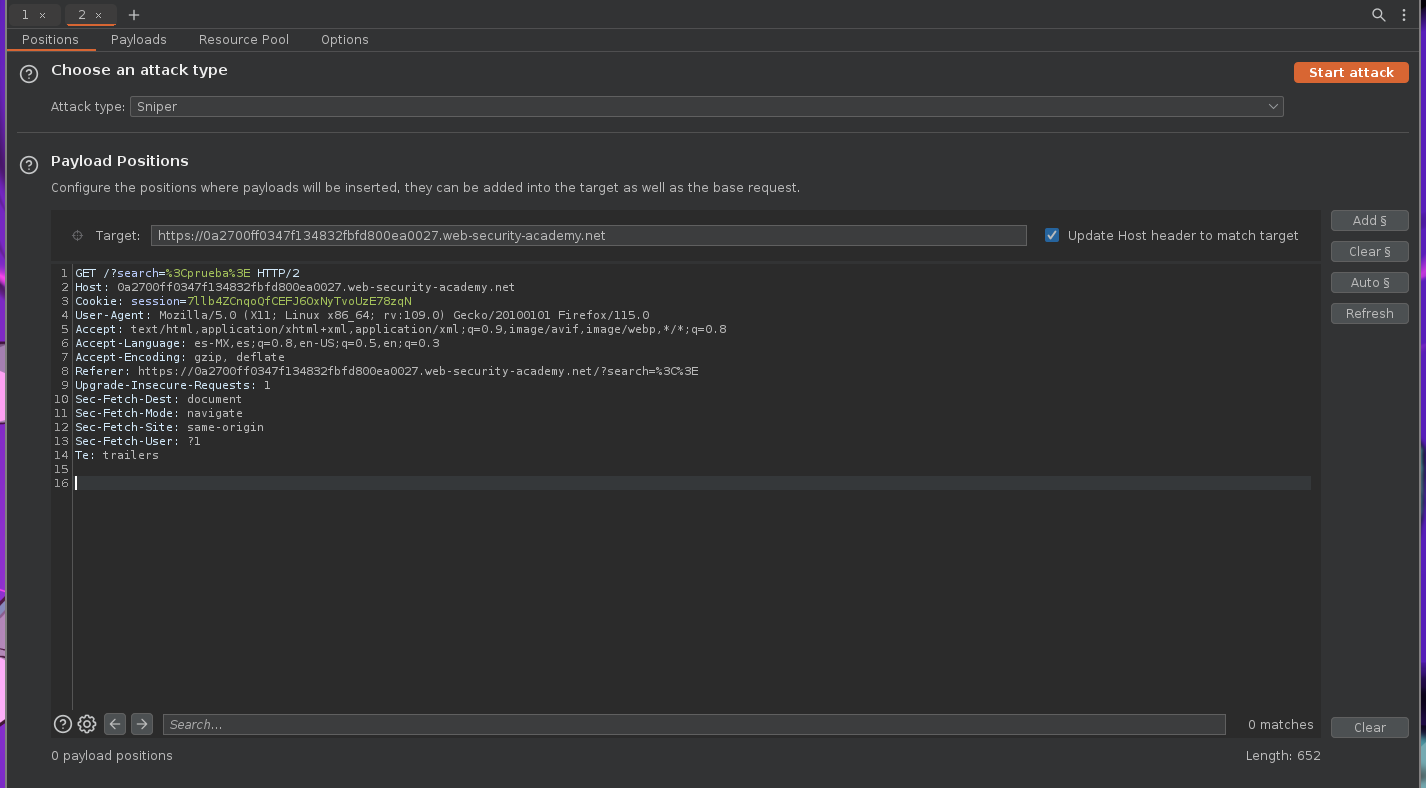 1 × 2 × +
Positions Payloads Resource Pool Options
? Choose an attack type Start attack
Attack type: Sniper
? Payload Positions
Configure the positions where payloads will be inserted, they can be added into the target as well as the base request.
Add §
Target: https://0a2700ff0347f134832fbfd800ea0027.web-security-academy.net Update Host header to match target
Clear §
Auto §
Refresh
1 GET /?search=%3Cprueba%3E HTTP/2
2 Host: 0a2700ff0347f134832fbfd800ea0027.web-security-academy.net
3 Cookie: session=7llb4ZCnqoQfCEFJ6OxNyTvoUzE78zqN
4 User-Agent: Mozilla/5.0 (X11; Linux x86_64; rv:109.0) Gecko/20100101 Firefox/115.0
5 Accept: text/html,application/xhtml+xml,application/xml;q=0.9,image/avif,image/webp,*/*;q=0.8
6 Accept-Language: es-MX,es;q=0.8,en-US;q=0.5,en;q=0.3
7 Accept-Encoding: gzip, deflate
8 Referer: https://0a2700ff0347f134832fbfd800ea0027.web-security-academy.net/?search=%3C%3E
9 Upgrade-Insecure-Requests: 1
10 Sec-Fetch-Dest: document
11 Sec-Fetch-Mode: navigate
12 Sec-Fetch-Site: same-origin
13 Sec-Fetch-User: ?1
14 Te: trailers
15
16
? Search... 0 matches Clear
0 payload positions Length: 652